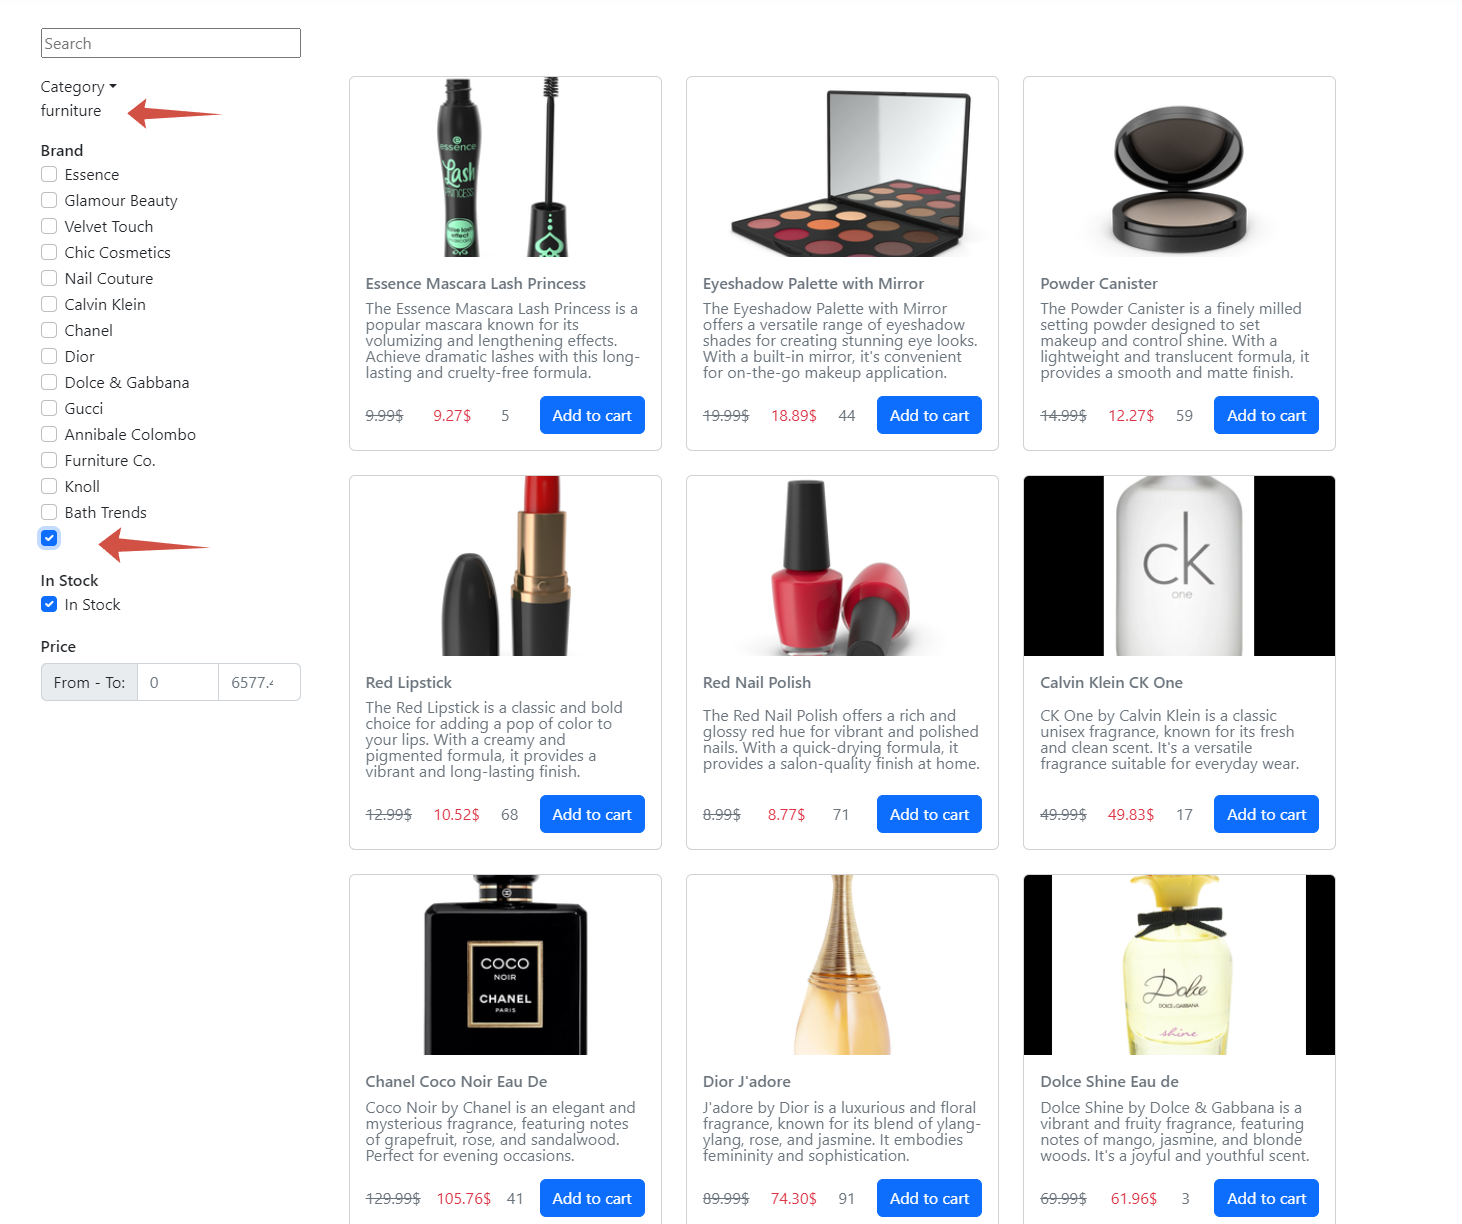 Search
Category
furniture
Brand
Essence
Glamour Beauty
Velvet Touch
Chic Cosmetics
Nail Couture
Calvin Klein
Chanel
Dior
Dolce & Gabbana
Gucci
Annibale Colombo
Furniture Co.
Knoll
Bath Trends
In Stock
In Stock
Price
From - To:
0
6577.4
essence
Lash
PRINCESS
false lash
effect
Essence Mascara Lash Princess
The Essence Mascara Lash Princess is a
popular mascara known for its
volumizing and lengthening effects.
Achieve dramatic lashes with this long-
lasting and cruelty-free formula.
9.99$ 9.27$ 5 Add to cart
Eyeshadow Palette with Mirror
The Eyeshadow Palette with Mirror
offers a versatile range of eyeshadow
shades for creating stunning eye looks.
With a built-in mirror, it's convenient
for on-the-go makeup application.
19.99$ 18.89$ 44 Add to cart
Powder Canister
The Powder Canister is a finely milled
setting powder designed to set
makeup and control shine. With a
lightweight and translucent formula, it
provides a smooth and matte finish.
14.99$ 12.27$ 59 Add to cart
Red Lipstick
The Red Lipstick is a classic and bold
choice for adding a pop of color to
your lips. With a creamy and
pigmented formula, it provides a
vibrant and long-lasting finish.
12.99$ 10.52$ 68 Add to cart
Red Nail Polish
The Red Nail Polish offers a rich and
glossy red hue for vibrant and polished
nails. With a quick-drying formula, it
provides a salon-quality finish at home.
8.99$ 8.77$ 71 Add to cart
ck
one
Calvin Klein CK One
CK One by Calvin Klein is a classic
unisex fragrance, known for its fresh
and clean scent. It's a versatile
fragrance suitable for everyday wear.
49.99$ 49.83$ 17 Add to cart
COCO
NOIR
CHANEL
PARIS
Chanel Coco Noir Eau De
Coco Noir by Chanel is an elegant and
mysterious fragrance, featuring notes
of grapefruit, rose, and sandalwood.
Perfect for evening occasions.
129.99$ 105.76$ 41 Add to cart
Dior J'adore
J'adore by Dior is a luxurious and floral
fragrance, known for its blend of ylang-
ylang, rose, and jasmine. It embodies
femininity and sophistication.
89.99$ 74.30$ 91 Add to cart
Dolce
DOLCE & GABBANA
shine
Dolce Shine Eau de
Dolce Shine by Dolce & Gabbana is a
vibrant and fruity fragrance, featuring
notes of mango, jasmine, and blonde
woods. It's a joyful and youthful scent.
69.99$ 61.96$ 3 Add to cart